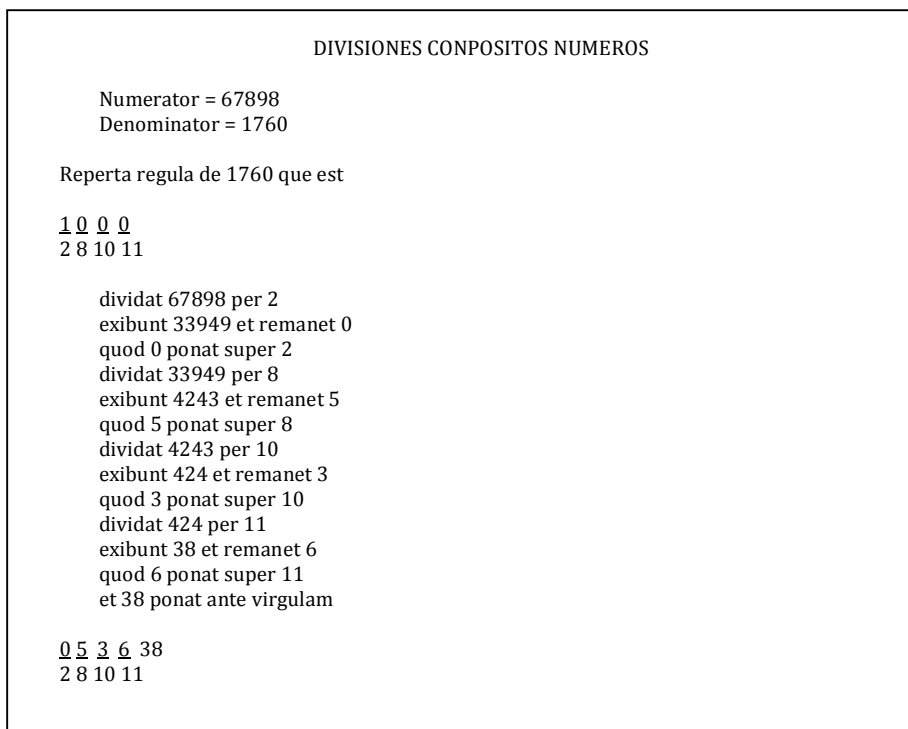 DIVISIONES CONPOSITOS NUMEROS
Numerator = 67898
Denominator = 1760
Reperta regula de 1760 que est
1 0 0 0
2 8 10 11
dividat 67898 per 2
exibunt 33949 et remanet 0
quod 0 ponat super 2
dividat 33949 per 8
exibunt 4243 et remanet 5
quod 5 ponat super 8
dividat 4243 per 10
exibunt 424 et remanet 3
quod 3 ponat super 10
dividat 424 per 11
exibunt 38 et remanet 6
quod 6 ponat super 11
et 38 ponat ante virgulam
0 5 3 6 38
2 8 10 11